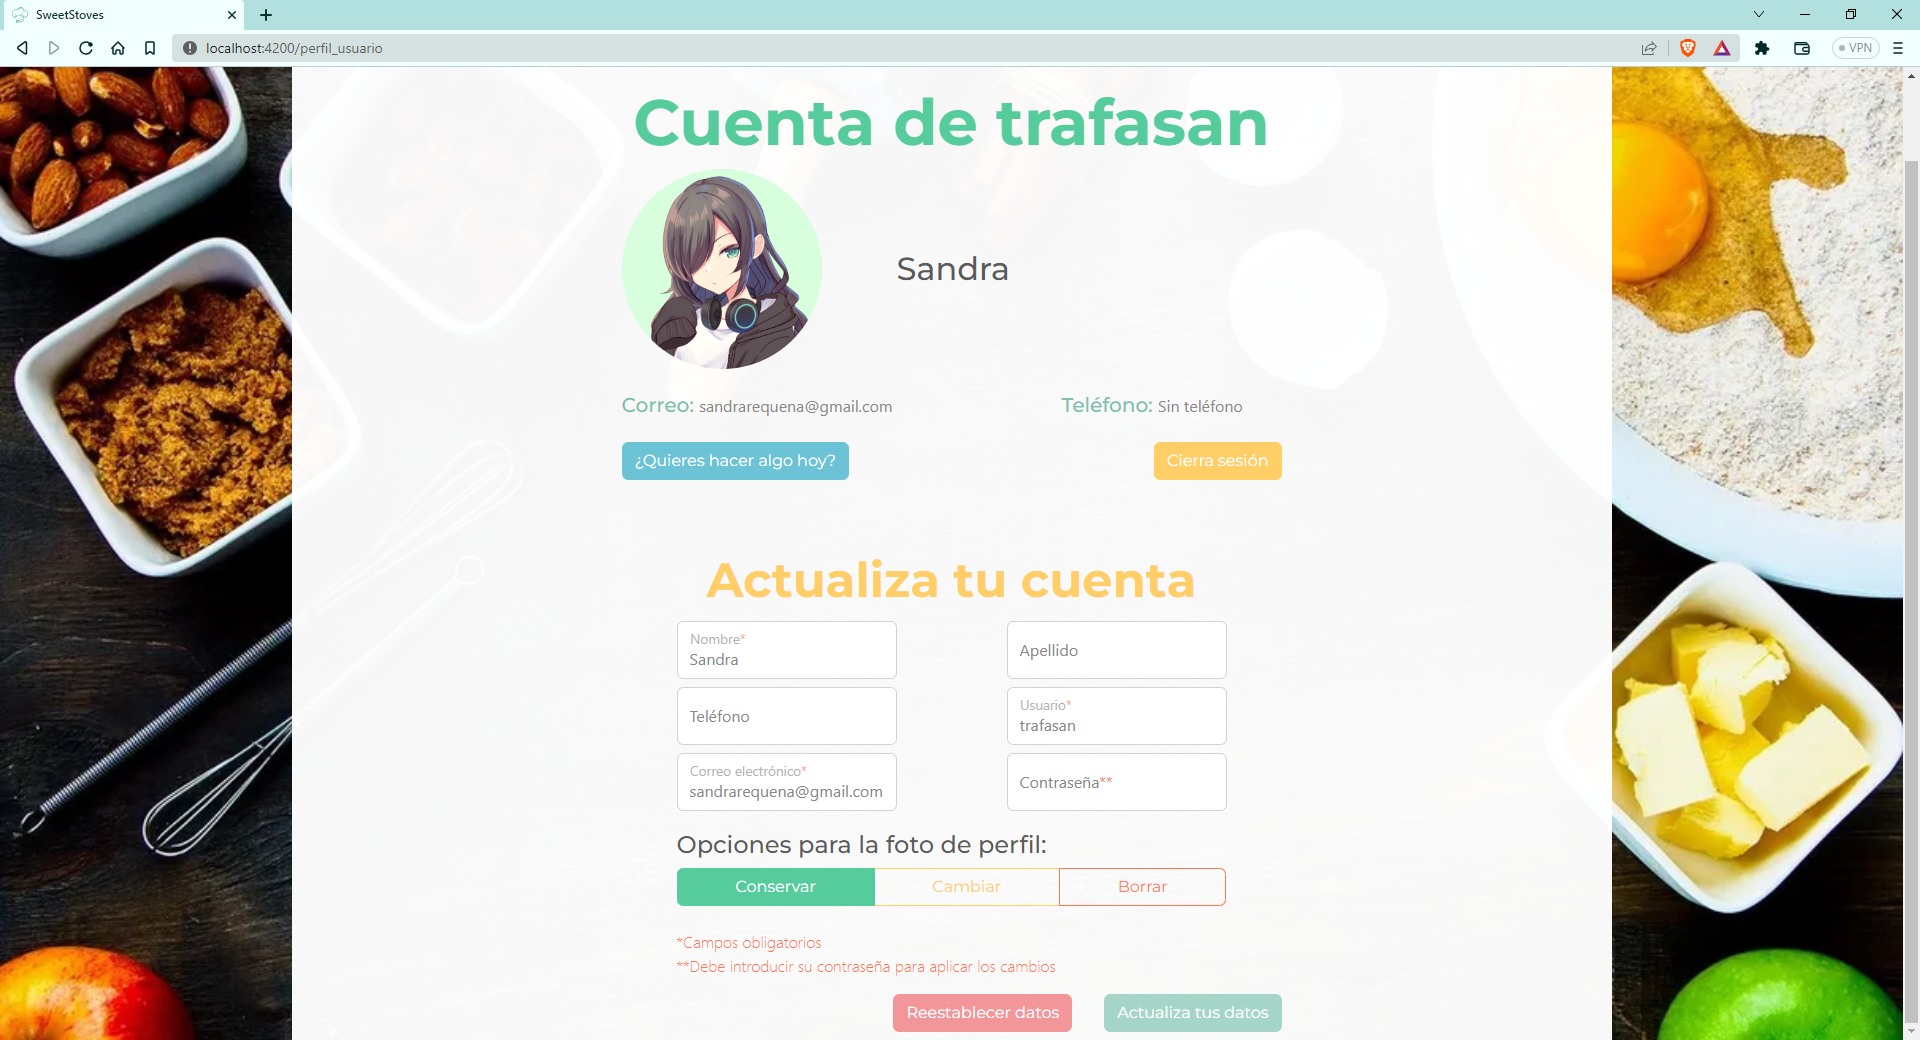 SweetStoves
localhost:4200/perfil_usuario
VPN
Cuenta de trafasan
Sandra
Correo: sandrarequena@gmail.com
Teléfono: Sin teléfono
¿Quieres hacer algo hoy?
Cierra sesión
Actualiza tu cuenta
Nombre*
Sandra
Apellido
Teléfono
Usuario*
trafasan
Correo electrónico*
sandrarequena@gmail.com
Contraseña**
Opciones para la foto de perfil:
Conservar
Cambiar
Borrar
*Campos obligatorios
**Debe introducir su contraseña para aplicar los cambios
Reestablecer datos
Actualiza tus datos